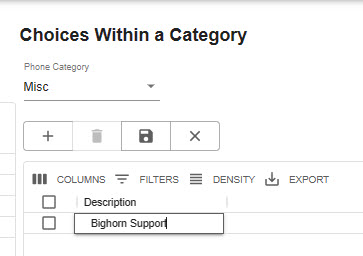 Choices Within a Category
Phone Category
Misc
COLUMNS FILTERS DENSITY EXPORT
Description
Bighorn Support